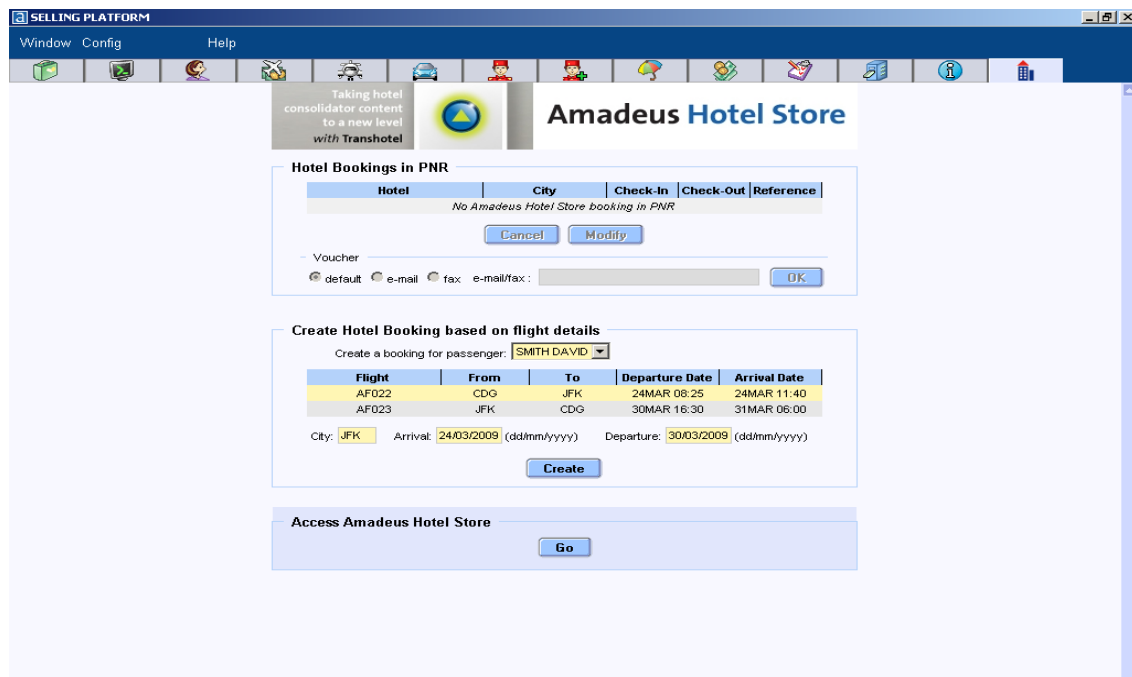 SELLING PLATFORM
Window Config Help
Taking hotel
consolidator content
to a new level
with Transhotel
Amadeus Hotel Store
Hotel Bookings in PNR
Hotel City Check-In Check-Out Reference
No Amadeus Hotel Store booking in PNR
Cancel Modify
Voucher
default e-mail fax e-mail/fax : OK
Create Hotel Booking based on flight details
Create a booking for passenger: SMITH DAVID
Flight From To Departure Date Arrival Date
AF022 CDG JFK 24MAR 08:25 24MAR 11:40
AF023 JFK CDG 30MAR 16:30 31MAR 06:00
City: JFK Arrival: 24/03/2009 (dd/mm/yyyy) Departure: 30/03/2009 (dd/mm/yyyy)
Create
Access Amadeus Hotel Store
Go